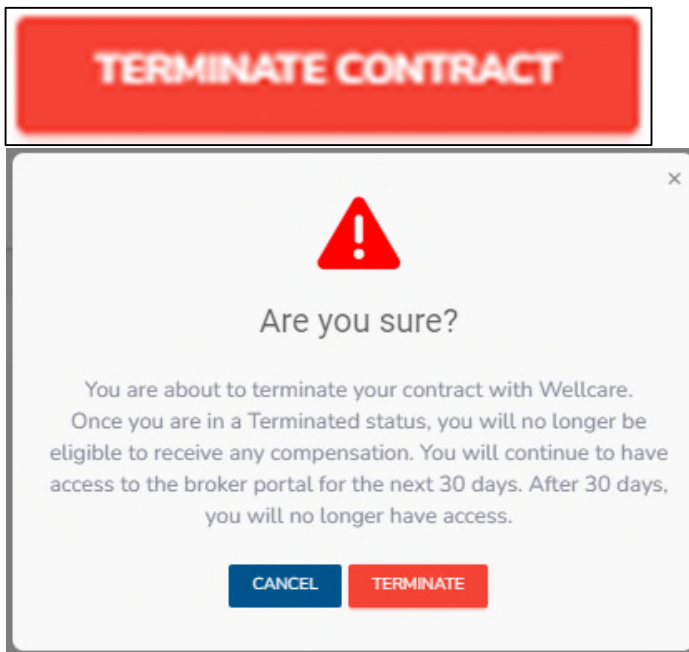 TERMINATE CONTRACT
×
Are you sure?
You are about to terminate your contract with Wellcare.
Once you are in a Terminated status, you will no longer be
eligible to receive any compensation. You will continue to have
access to the broker portal for the next 30 days. After 30 days,
you will no longer have access.
CANCEL TERMINATE